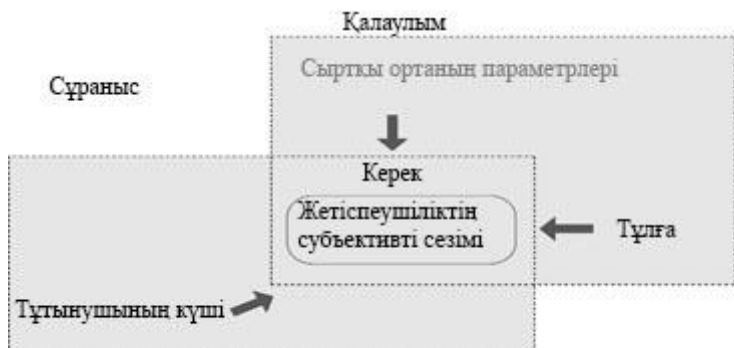 Қалаулым
Сыртқы ортаның параметрлері
Сұраныс
Керек
Жетіспеушіліктің
субъективті сезімі
Тұлға
Тұтынушының күші